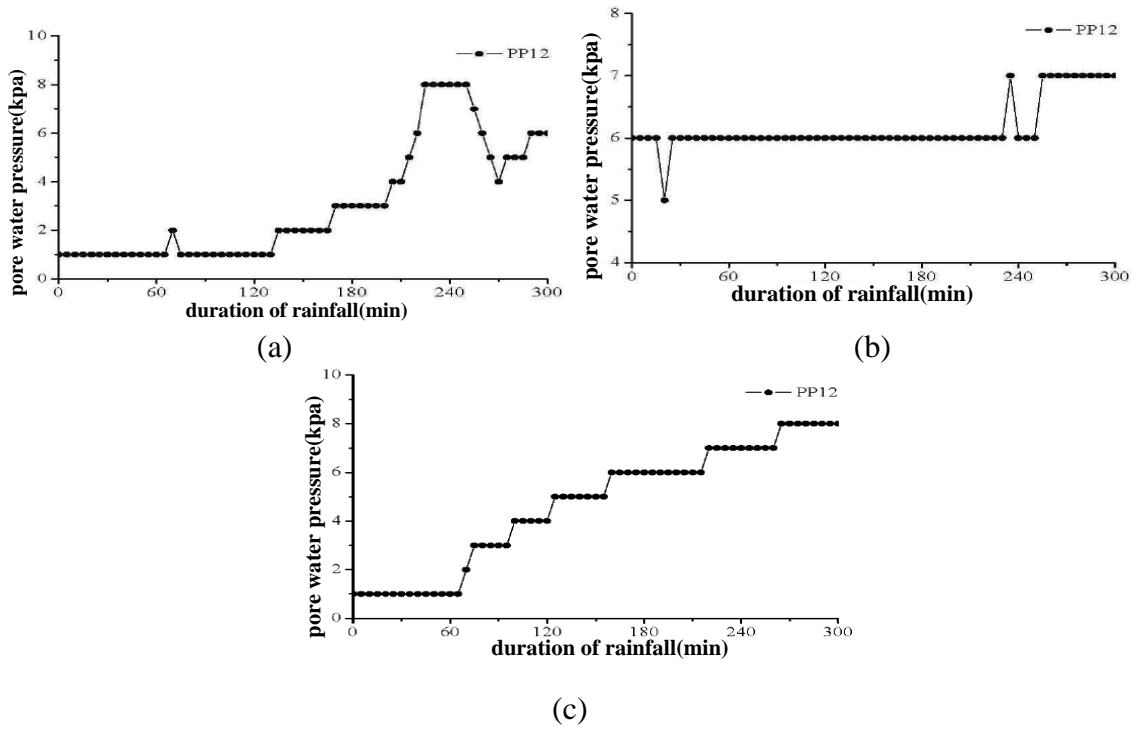 10
8
6
4
2
0
pore water pressure(kpa)
PP12
0 60 120 180 240 300
duration of rainfall(min)
(a)
8
7
6
5
4
pore water pressure(kpa)
PP12
0 60 120 180 240 300
duration of rainfall(min)
(b)
10
8
6
4
2
0
pore water pressure(kpa)
PP12
0 60 120 180 240 300
duration of rainfall(min)
(c)